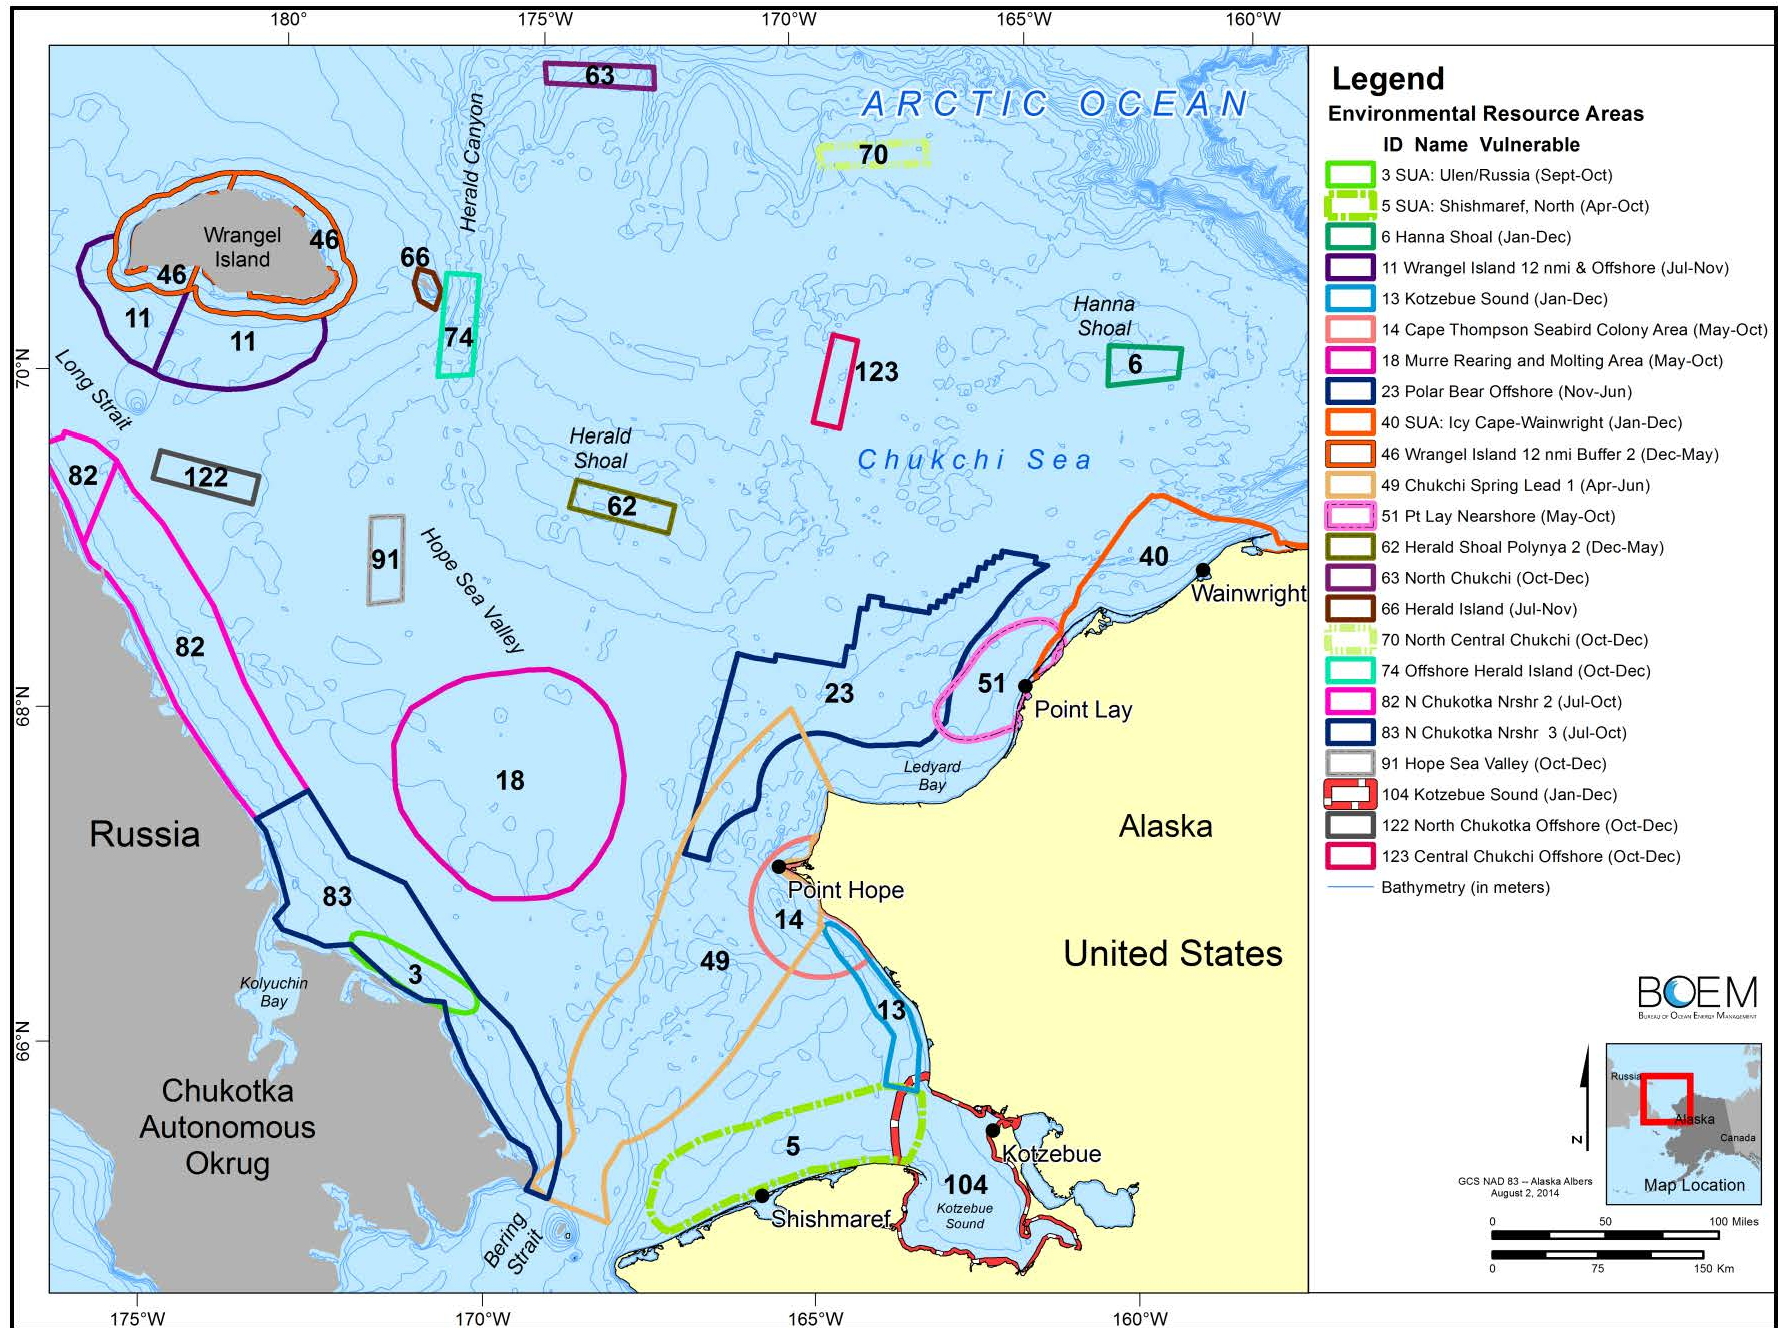 180°
175°W
170°W
165°W
160°W
63
ARCTIC OCEAN
Herald Canyon
70
Wrangel
Island
46
46
66
11
11
74
Hanna
Shoal
6
123
70°N
Long Strait
Herald
Shoal
Chukchi Sea
82
122
62
91
Hope Sea Valley
40
Wainwright
82
23
51
Point Lay
68°N
18
Ledyard
Bay
Russia
Alaska
83
Point Hope
14
49
United States
3
Kolyuchin
Bay
13
66°N
Chukotka
Autonomous
Okrug
5
Kotzebue
104
Kotzebue
Sound
Shishmaref
Bering
Strait
175°W
170°W
165°W
160°W
Legend
Environmental Resource Areas
ID Name Vulnerable
3 SUA: Ulen/Russia (Sept-Oct)
5 SUA: Shishmaref, North (Apr-Oct)
6 Hanna Shoal (Jan-Dec)
11 Wrangel Island 12 nmi & Offshore (Jul-Nov)
13 Kotzebue Sound (Jan-Dec)
14 Cape Thompson Seabird Colony Area (May-Oct)
18 Murre Rearing and Molting Area (May-Oct)
23 Polar Bear Offshore (Nov-Jun)
40 SUA: Icy Cape-Wainwright (Jan-Dec)
46 Wrangel Island 12 nmi Buffer 2 (Dec-May)
49 Chukchi Spring Lead 1 (Apr-Jun)
51 Pt Lay Nearshore (May-Oct)
62 Herald Shoal Polynya 2 (Dec-May)
63 North Chukchi (Oct-Dec)
66 Herald Island (Jul-Nov)
70 North Central Chukchi (Oct-Dec)
74 Offshore Herald Island (Oct-Dec)
82 N Chukotka Nrshr 2 (Jul-Oct)
83 N Chukotka Nrshr 3 (Jul-Oct)
91 Hope Sea Valley (Oct-Dec)
104 Kotzebue Sound (Jan-Dec)
122 North Chukotka Offshore (Oct-Dec)
123 Central Chukchi Offshore (Oct-Dec)
Bathymetry (in meters)
BOEM
BUREAU OF OCEAN ENERGY MANAGEMENT
Russia
Alaska
Canada
Map Location
N
GCS NAD 83 -- Alaska Albers
August 2, 2014
0 50 100 Miles
0 75 150 Km